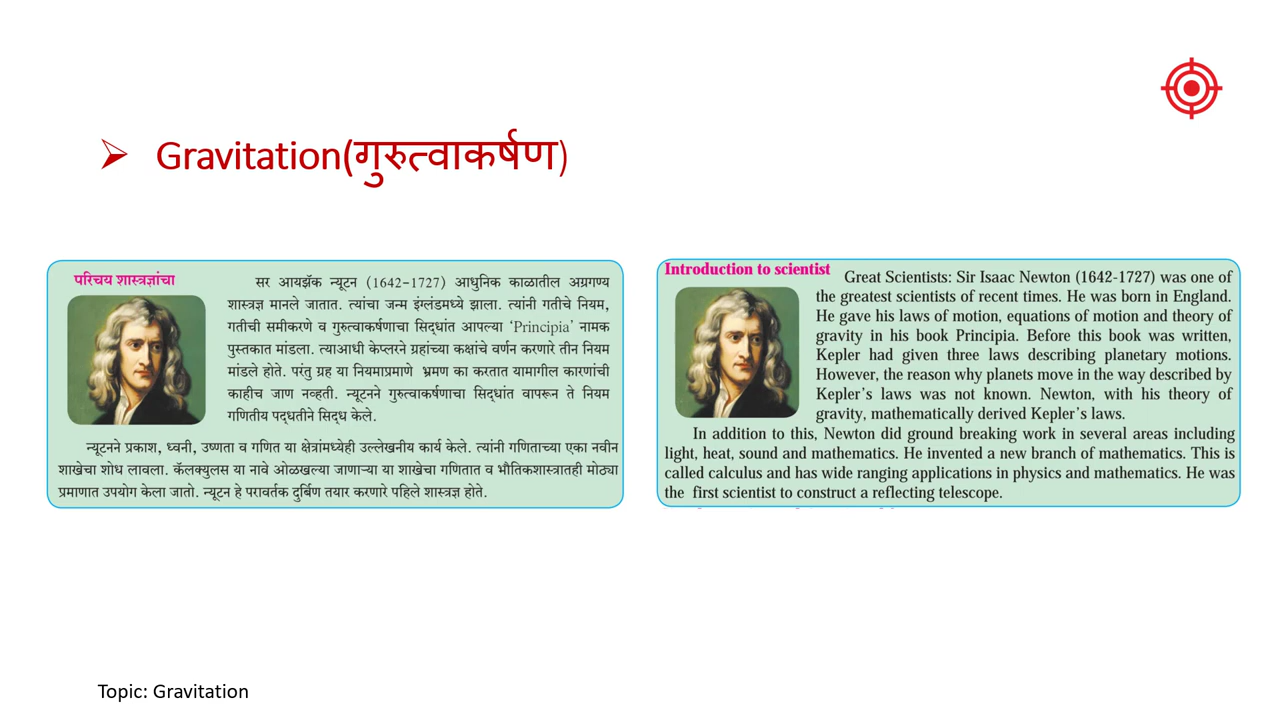 ➢ Gravitation(गुरुत्वाकर्षण)
परिचय शास्त्रज्ञांचा
सर आयझॅक न्यूटन (1642-1727) आधुनिक काळातील अग्रगण्य
शास्त्रज्ञ मानले जातात. त्यांचा जन्म इंग्लंडमध्ये झाला. त्यांनी गतीचे नियम,
गतीची समीकरणे व गुरुत्वाकर्षणाचा सिद्धांत आपल्या ‘Principia’ नामक
पुस्तकात मांडला. त्याआधी केप्लरने ग्रहांच्या कक्षांचे वर्णन करणारे तीन नियम
मांडले होते. परंतु ग्रह या नियमाप्रमाणे भ्रमण का करतात यामागील कारणांची
काहीच जाण नव्हती. न्यूटनने गुरुत्वाकर्षणाचा सिद्धांत वापरून ते नियम
गणितीय पद्धतीने सिद्ध केले.
न्यूटनने प्रकाश, ध्वनी, उष्णता व गणित या क्षेत्रांमध्येही उल्लेखनीय कार्य केले. त्यांनी गणिताच्या एका नवीन
शाखेचा शोध लावला. कॅलक्युलस या नावे ओळखल्या जाणाऱ्या या शाखेचा गणितात व भौतिकशास्त्रातही मोठ्या
प्रमाणात उपयोग केला जातो. न्यूटन हे परावर्तक दुर्बिण तयार करणारे पहिले शास्त्रज्ञ होते.
Introduction to scientist
Great Scientists: Sir Isaac Newton (1642-1727) was one of
the greatest scientists of recent times. He was born in England.
He gave his laws of motion, equations of motion and theory of
gravity in his book Principia. Before this book was written,
Kepler had given three laws describing planetary motions.
However, the reason why planets move in the way described by
Kepler’s laws was not known. Newton, with his theory of
gravity, mathematically derived Kepler’s laws.
In addition to this, Newton did ground breaking work in several areas including
light, heat, sound and mathematics. He invented a new branch of mathematics. This is
called calculus and has wide ranging applications in physics and mathematics. He was
the first scientist to construct a reflecting telescope.
Topic: Gravitation